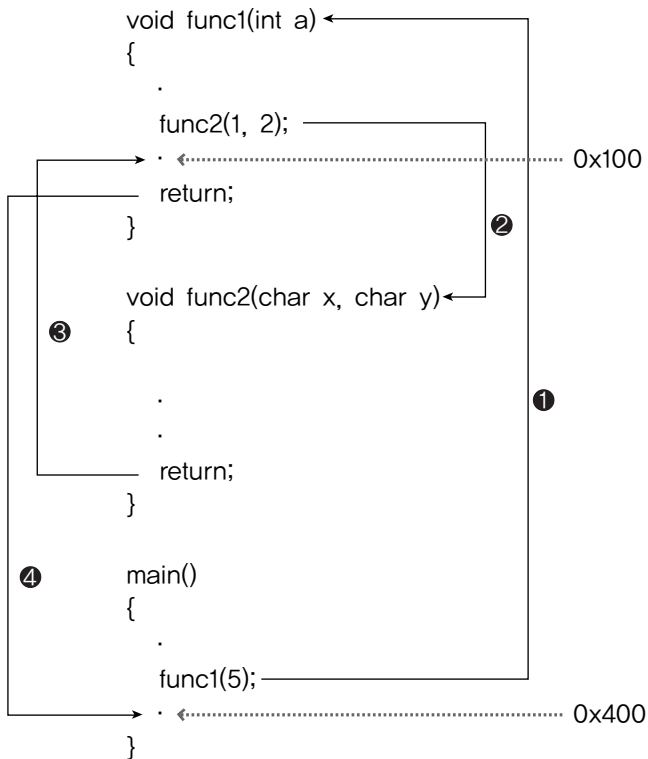 void func1(int a)
{
.
func2(1, 2);
. 0x100
return;
}
❷
void func2(char x, char y)
❸ {
❶
.
.
return;
}
❹ main()
{
.
func1(5);
. 0x400
}